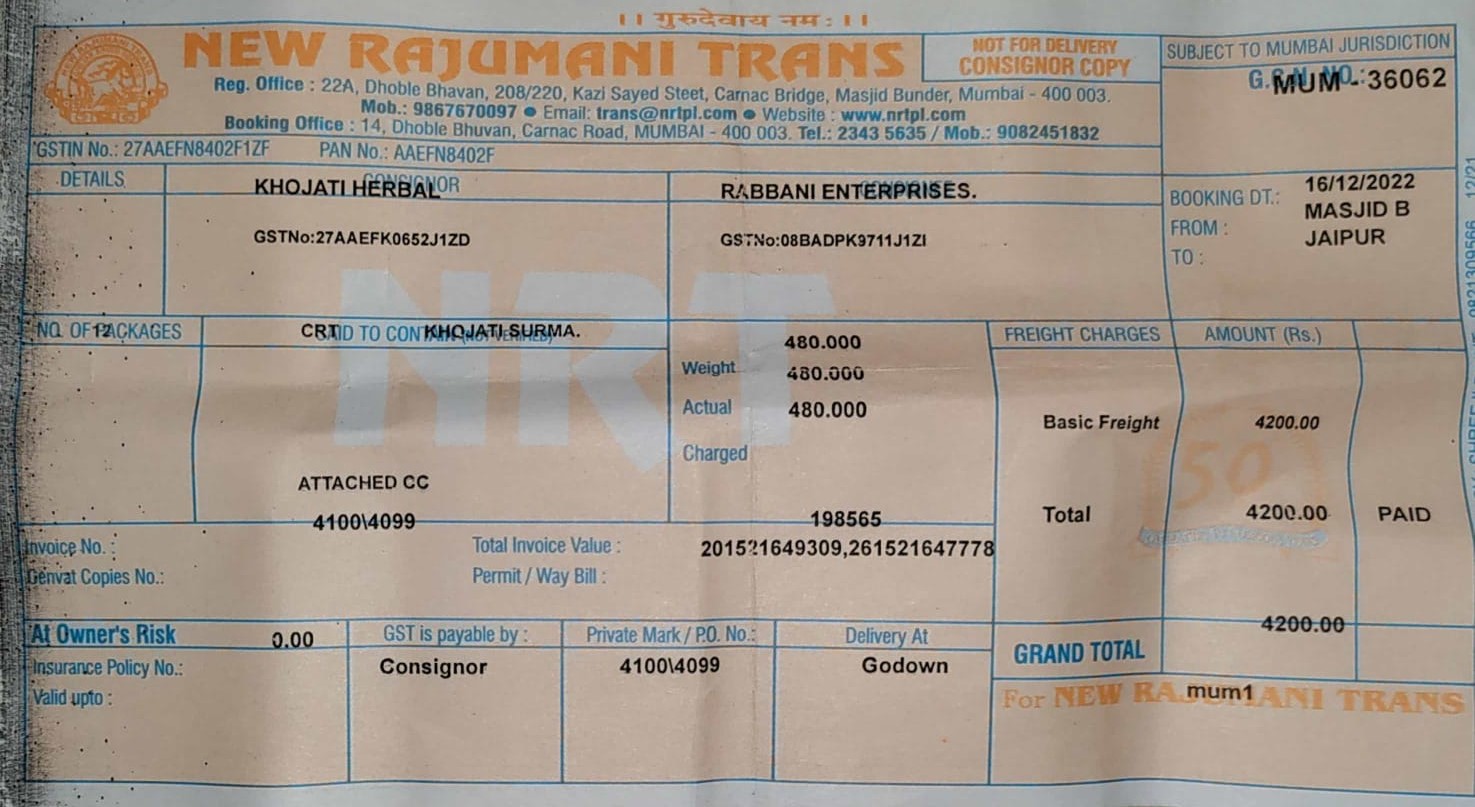 ।। गुरुदेवाय नमः ।।
NEW RAJUMANI TRANS
NOT FOR DELIVERY
CONSIGNOR COPY
SUBJECT TO MUMBAI JURISDICTION
MUM - 36062
Reg. Office : 22A, Dhoble Bhavan, 208/220, Kazi Sayed Steet, Carnac Bridge, Masjid Bunder, Mumbai - 400 003.
Mob.: 9867670097 ● Email: trans@nrtpl.com ● Website : www.nrtpl.com
Booking Office : 14, Dhoble Bhuvan, Carnac Road, MUMBAI - 400 003. Tel.: 2343 5635 / Mob.: 9082451832
GSTIN No.: 27AAEFN8402F1ZF PAN No.: AAEFN8402F
DETAILS
CONSIGNOR
KHOJATI HERBAL
GSTNo:27AAEFK0652J1ZD
RABBANI ENTERPRISES.
GSTNo:08BADPK9711J1ZI
BOOKING DT.: 16/12/2022
FROM : MASJID B
TO : JAIPUR
NO. OF PACKAGES
12
CRT
KHOJATI SURMA.
NRT
ATTACHED CC
4100\4099
480.000
Weight 480.000
Actual 480.000
Charged
FREIGHT CHARGES AMOUNT (Rs.)
Basic Freight 4200.00
50
Total 4200.00 PAID
Invoice No. :
Total Invoice Value : 198565
Cenvat Copies No.:
Permit / Way Bill : 261521647778
At Owner's Risk 0.00
Insurance Policy No.:
Valid upto :
GST is payable by :
Consignor
Private Mark / P.O. No.:
4100\4099
Delivery At
Godown
GRAND TOTAL 4200.00
For NEW RAJUMANI TRANS
mum1